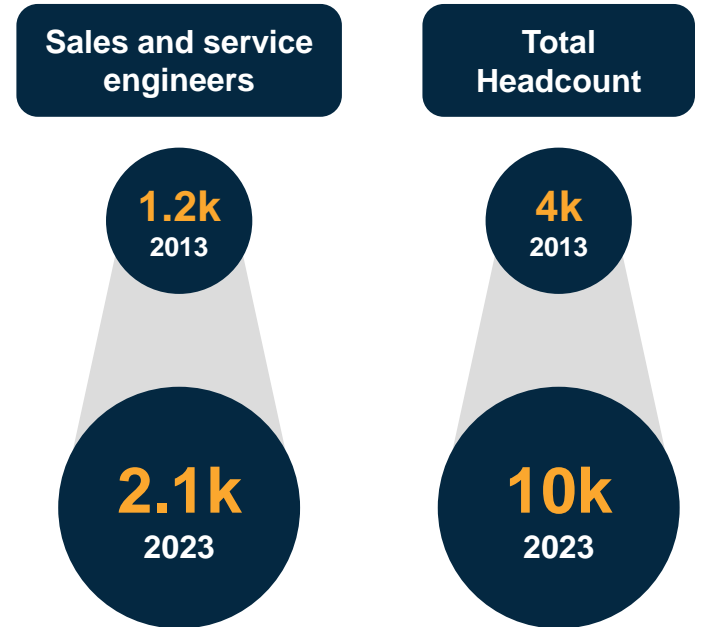 Sales and service
engineers
1.2k
2013
2.1k
2023
Total
Headcount
4k
2013
10k
2023